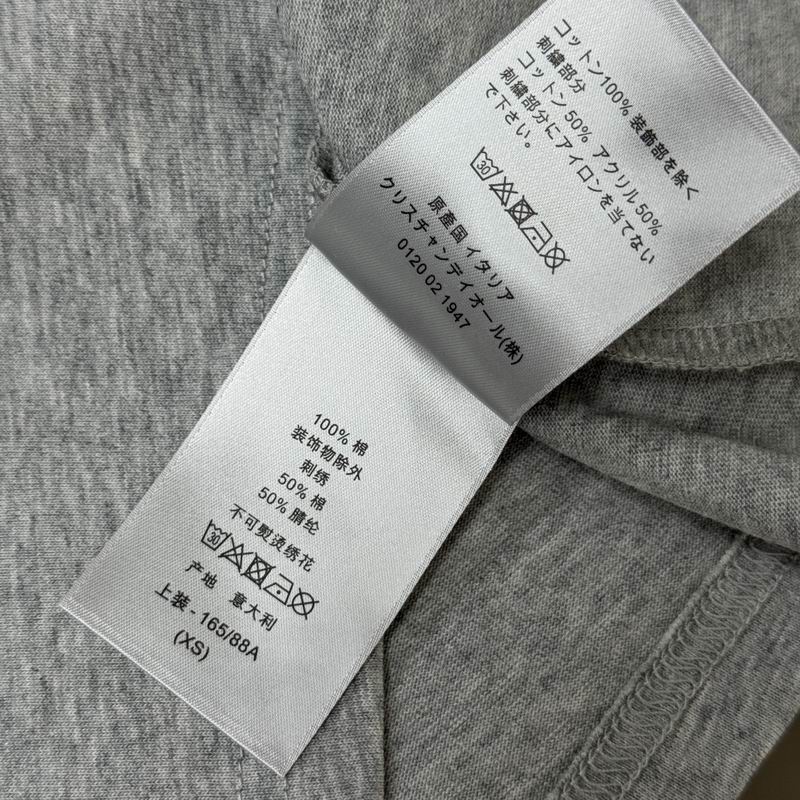 コットン100% 装飾部を除く
刺繍部分
コットン 50% アクリル 50%
刺繍部分にアイロンを当てない
で下さい。
30
原産国 イタリア
クリスチャンディオール(株)
0120 02 1947
100% 棉
装饰物除外
刺绣
50% 棉
50% 腈纶
不可熨烫绣花
30
产地 意大利
上装 - 165/88A
(XS)